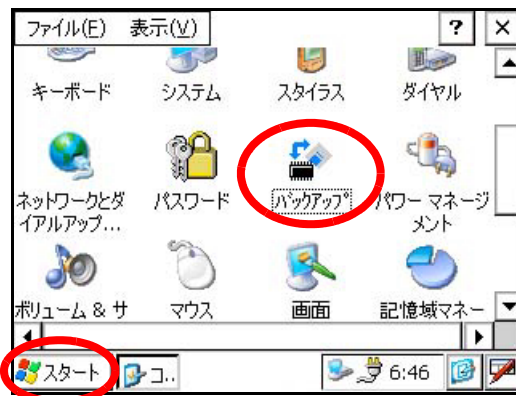 ファイル(F) 表示(V) ? ×
キーボード システム スタイラス ダイヤル
ネットワークとダイアルアップ... パスワード バックアップ パワー マネージメント
ボリューム & サ マウス 画面 記憶域マネー
スタート コ.. 6:46